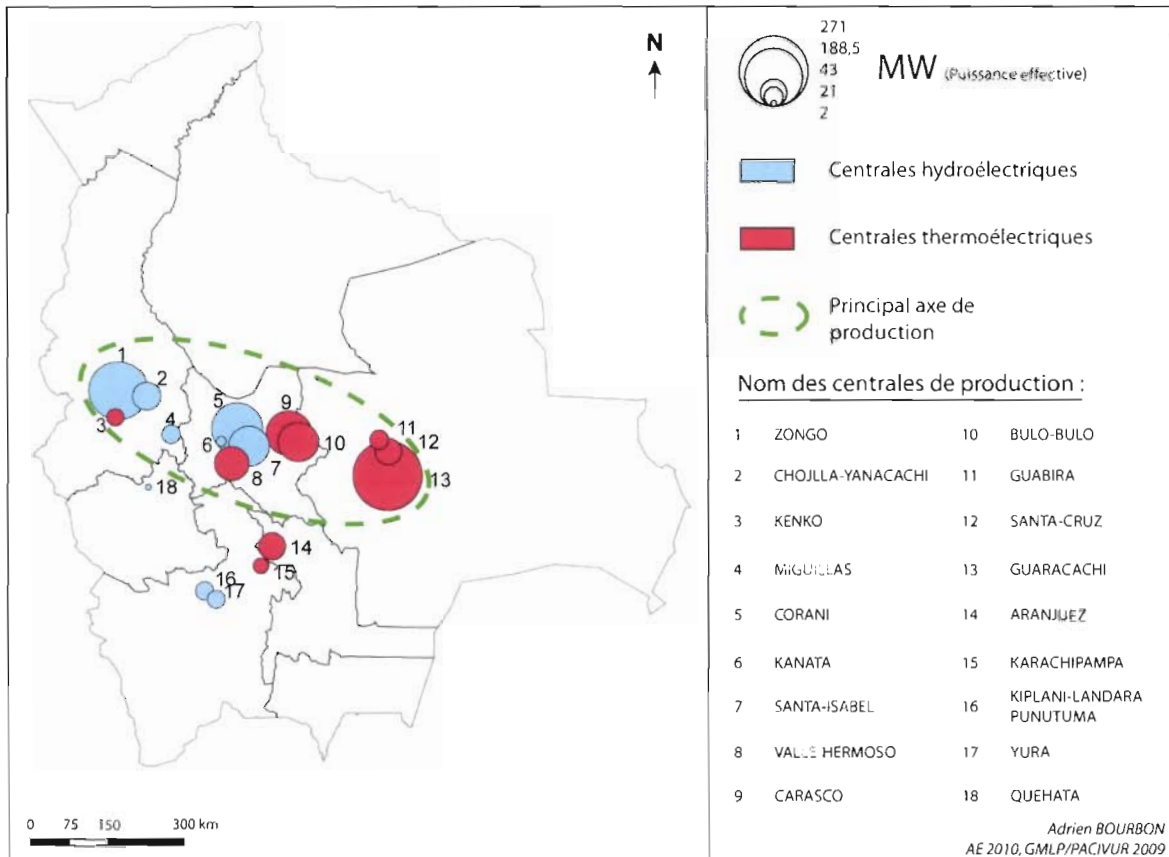 N
271
188,5
43
21
2
MW (Puissance effective)
Centrales hydroélectriques
Centrales thermoélectriques
Principal axe de
production
Nom des centrales de production :
1 ZONGO
2 CHOJLLA-YANACACHI
3 KENKO
4 MIGUILLAS
5 CORANI
6 KANATA
7 SANTA-ISABEL
8 VALLE HERMOSO
9 CARASCO
10 BULO-BULO
11 GUABIRA
12 SANTA-CRUZ
13 GUARACACHI
14 ARANJUEZ
15 KARACHIPAMPA
16 KIPLANI-LANDARA
PUNUTUMA
17 YURA
18 QUEHATA
1
2
3
4
5
6
7
8
9
10
11
12
13
18
14
15
16
17
0 75 150 300 km
Adrien BOURBON
AE 2010, GMLP/PACIVUR 2009